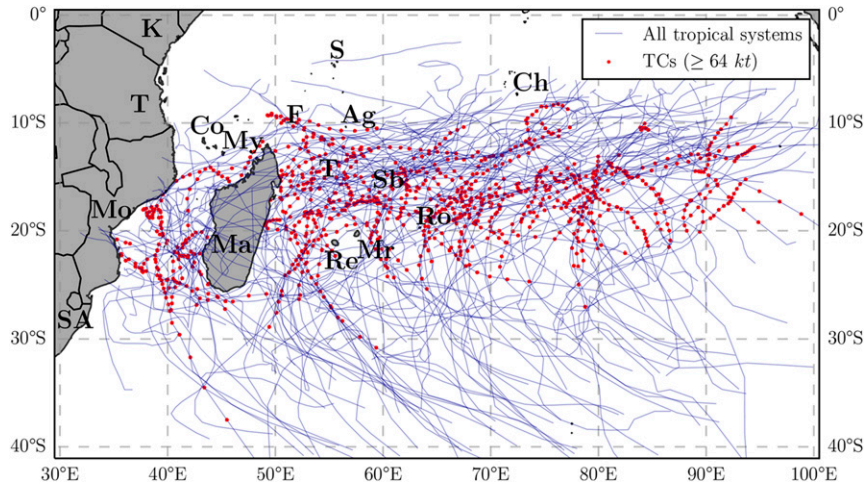 0°
0°
K
S
All tropical systems
TCs (≥ 64 kt)
T
Ch
10°S
F
Ag
10°S
Co
My
T
Sb
Mo
Ro
20°S
20°S
Ma
Re
Mr
SA
30°S
30°S
40°S
40°S
30°E
40°E
50°E
60°E
70°E
80°E
90°E
100°E